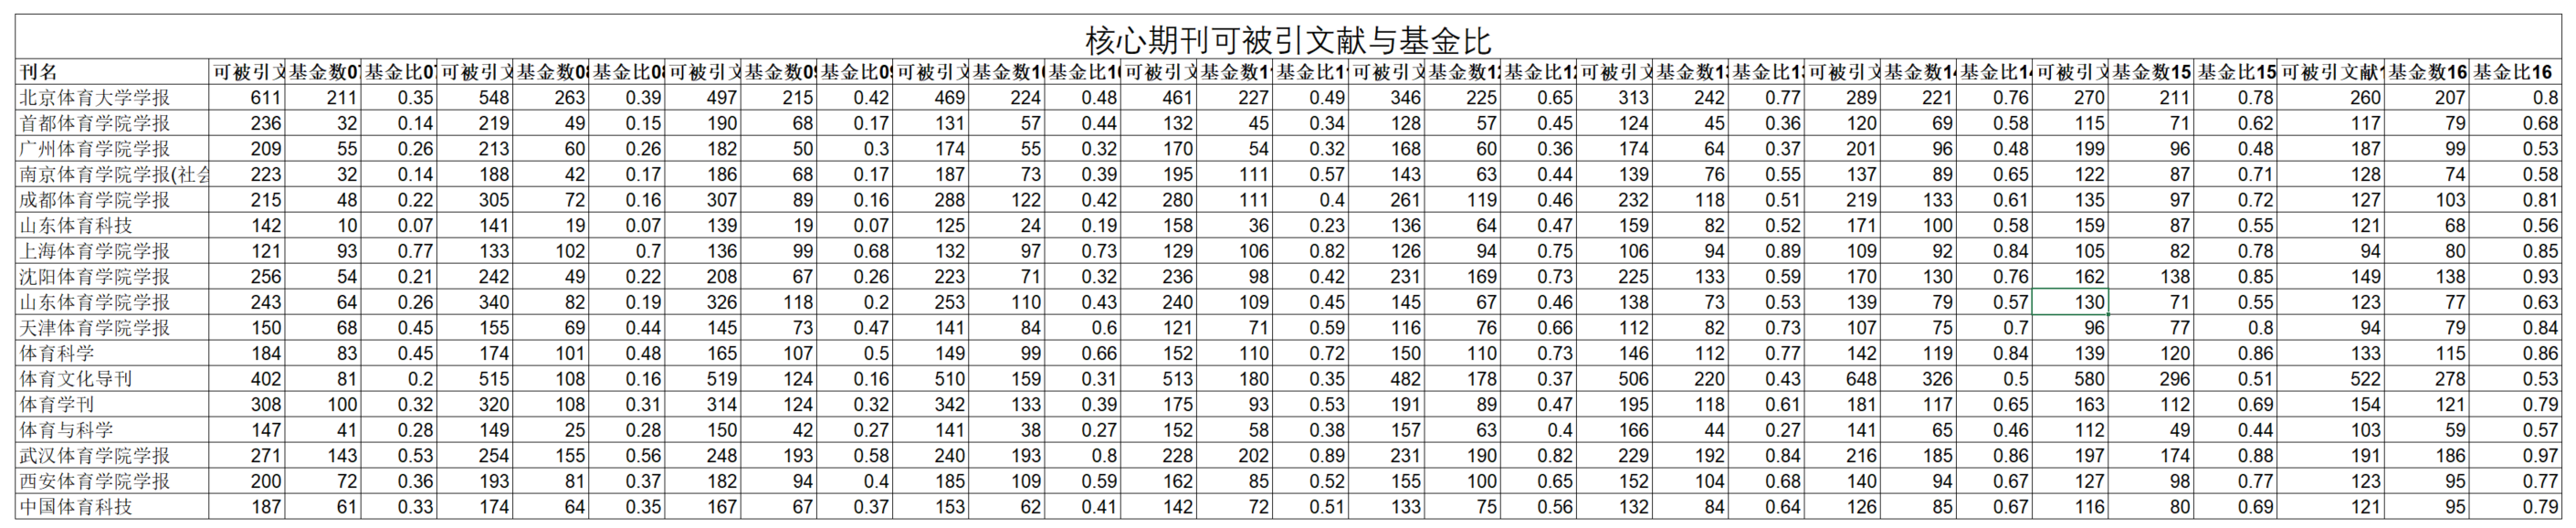 核心期刊可被引文献与基金比
刊名 可被引文 基金数07 基金比07 可被引文 基金数08 基金比08 可被引文 基金数09 基金比09 可被引文 基金数10 基金比10 可被引文 基金数11 基金比11 可被引文 基金数12 基金比12 可被引文 基金数13 基金比13 可被引文 基金数14 基金比14 可被引文 基金数15 基金比15 可被引文献1 基金数16 基金比16
北京体育大学学报 611 211 0.35 548 263 0.39 497 215 0.42 469 224 0.48 461 227 0.49 346 225 0.65 313 242 0.77 289 221 0.76 270 211 0.78 260 207 0.8
首都体育学院学报 236 32 0.14 219 49 0.15 190 68 0.17 131 57 0.44 132 45 0.34 128 57 0.45 124 45 0.36 120 69 0.58 115 71 0.62 117 79 0.68
广州体育学院学报 209 55 0.26 213 60 0.26 182 50 0.3 174 55 0.32 170 54 0.32 168 60 0.36 174 64 0.37 201 96 0.48 199 96 0.48 187 99 0.53
南京体育学院学报(社会 223 32 0.14 188 42 0.17 186 68 0.17 187 73 0.39 195 111 0.57 143 63 0.44 139 76 0.55 137 89 0.65 122 87 0.71 128 74 0.58
成都体育学院学报 215 48 0.22 305 72 0.16 307 89 0.16 288 122 0.42 280 111 0.4 261 119 0.46 232 118 0.51 219 133 0.61 135 97 0.72 127 103 0.81
山东体育科技 142 10 0.07 141 19 0.07 139 19 0.07 125 24 0.19 158 36 0.23 136 64 0.47 159 82 0.52 171 100 0.58 159 87 0.55 121 68 0.56
上海体育学院学报 121 93 0.77 133 102 0.7 136 99 0.68 132 97 0.73 129 106 0.82 126 94 0.75 106 94 0.89 109 92 0.84 105 82 0.78 94 80 0.85
沈阳体育学院学报 256 54 0.21 242 49 0.22 208 67 0.26 223 71 0.32 236 98 0.42 231 169 0.73 225 133 0.59 170 130 0.76 162 138 0.85 149 138 0.93
山东体育学院学报 243 64 0.26 340 82 0.19 326 118 0.2 253 110 0.43 240 109 0.45 145 67 0.46 138 73 0.53 139 79 0.57 130 71 0.55 123 77 0.63
天津体育学院学报 150 68 0.45 155 69 0.44 145 73 0.47 141 84 0.6 121 71 0.59 116 76 0.66 112 82 0.73 107 75 0.7 96 77 0.8 94 79 0.84
体育科学 184 83 0.45 174 101 0.48 165 107 0.5 149 99 0.66 152 110 0.72 150 110 0.73 146 112 0.77 142 119 0.84 139 120 0.86 133 115 0.86
体育文化导刊 402 81 0.2 515 108 0.16 519 124 0.16 510 159 0.31 513 180 0.35 482 178 0.37 506 220 0.43 648 326 0.5 580 296 0.51 522 278 0.53
体育学刊 308 100 0.32 320 108 0.31 314 124 0.32 342 133 0.39 175 93 0.53 191 89 0.47 195 118 0.61 181 117 0.65 163 112 0.69 154 121 0.79
体育与科学 147 41 0.28 149 25 0.28 150 42 0.27 141 38 0.27 152 58 0.38 157 63 0.4 166 44 0.27 141 65 0.46 112 49 0.44 103 59 0.57
武汉体育学院学报 271 143 0.53 254 155 0.56 248 193 0.58 240 193 0.8 228 202 0.89 231 190 0.82 229 192 0.84 216 185 0.86 197 174 0.88 191 186 0.97
西安体育学院学报 200 72 0.36 193 81 0.37 182 94 0.4 185 109 0.59 162 85 0.52 155 100 0.65 152 104 0.68 140 94 0.67 127 98 0.77 123 95 0.77
中国体育科技 187 61 0.33 174 64 0.35 167 67 0.37 153 62 0.41 142 72 0.51 133 75 0.56 132 84 0.64 126 85 0.67 116 80 0.69 121 95 0.79